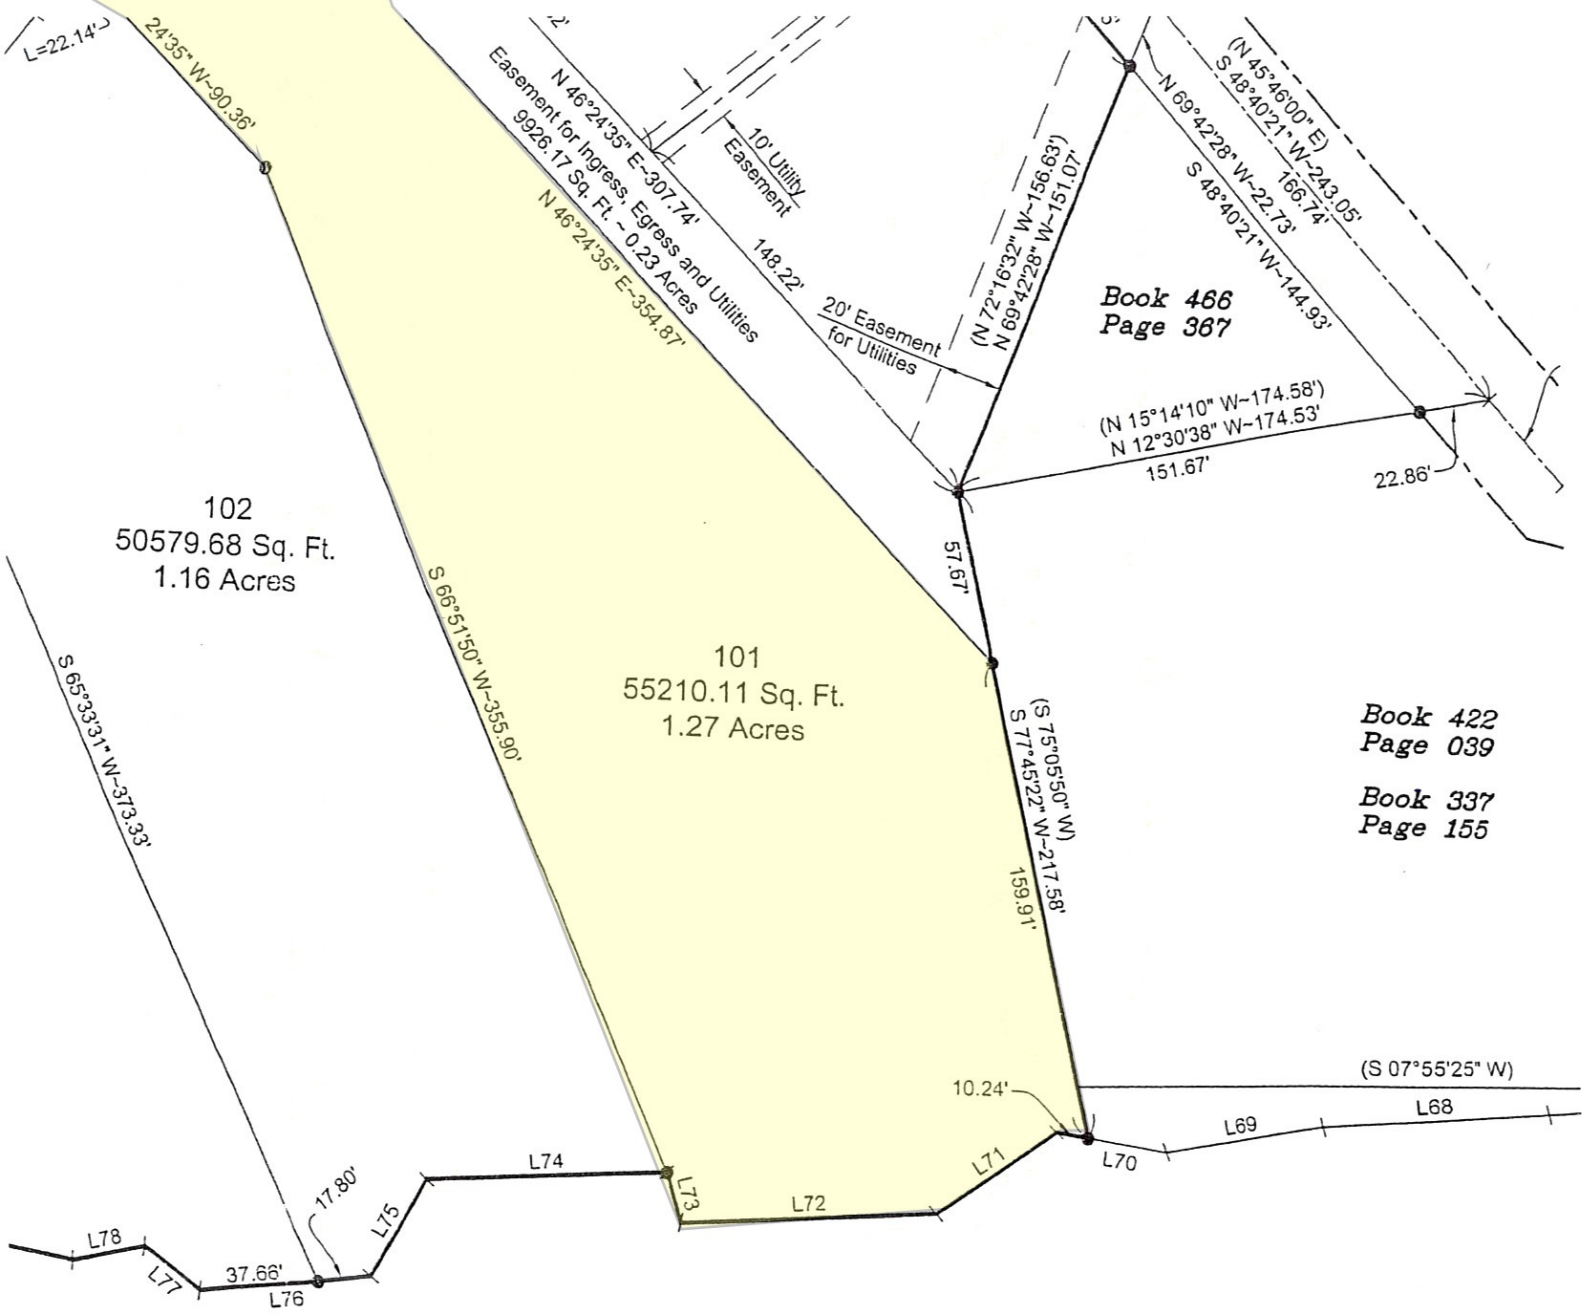 L=22.14'
24'35" W~90.36'
2'
N 46°24'35" E~307.74'
Easement for Ingress, Egress and Utilities
9926.17 Sq. Ft. ~ 0.23 Acres
N 46°24'35" E~354.87'
10' Utility
Easement
148.22'
20' Easement
for Utilities
(N 72°16'32" W~156.63')
N 69°42'28" W~151.07'
N 69°42'28" W~22.73'
S 48°40'21" W~144.93'
(N 45°46'00" E)
S 48°40'21" W~243.05'
166.74'
Book 466
Page 367
(N 15°14'10" W~174.58')
N 12°30'38" W~174.53'
151.67'
22.86'
57.67'
102
50579.68 Sq. Ft.
1.16 Acres
S 66°51'50" W~355.90'
101
55210.11 Sq. Ft.
1.27 Acres
S 65°33'31" W~373.33'
(S 75°05'50" W)
S 77°45'22" W~217.58'
159.91'
Book 422
Page 039
Book 337
Page 155
(S 07°55'25" W)
10.24'
L68
L69
L70
L71
L72
L73
L74
17.80'
L75
L78
L77
37.66'
L76